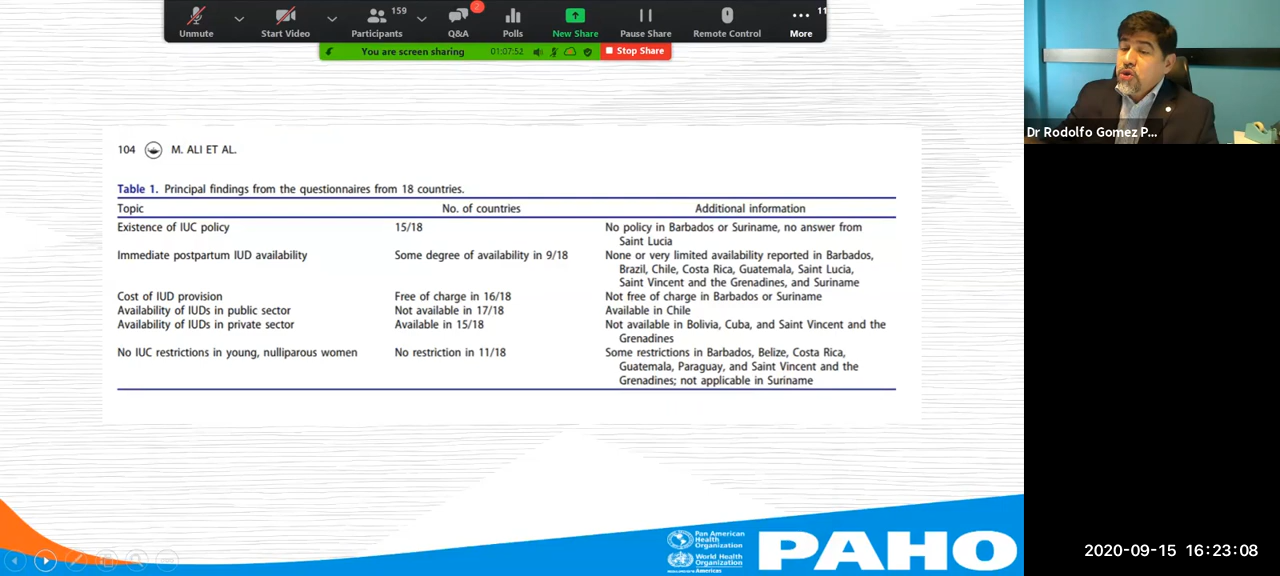 159
2
11
Unmute
Start Video
Participants
Q&A
Polls
New Share
Pause Share
Remote Control
More
You are screen sharing
01:07:52
Stop Share
Dr Rodolfo Gomez P...
104 M. ALI ET AL.
Table 1. Principal findings from the questionnaires from 18 countries.
Topic No. of countries Additional information
Existence of IUC policy 15/18 No policy in Barbados or Suriname, no answer from
Saint Lucia
Immediate postpartum IUD availability Some degree of availability in 9/18 None or very limited availability reported in Barbados,
Brazil, Chile, Costa Rica, Guatemala, Saint Lucia,
Saint Vincent and the Grenadines, and Suriname
Cost of IUD provision Free of charge in 16/18 Not free of charge in Barbados or Suriname
Availability of IUDs in public sector Not available in 17/18 Available in Chile
Availability of IUDs in private sector Available in 15/18 Not available in Bolivia, Cuba, and Saint Vincent and the
Grenadines
No IUC restrictions in young, nulliparous women No restriction in 11/18 Some restrictions in Barbados, Belize, Costa Rica,
Guatemala, Paraguay, and Saint Vincent and the
Grenadines; not applicable in Suriname
Pan American
Health
Organization
World Health
Organization
Americas
PAHO
2020-09-15 16:23:08